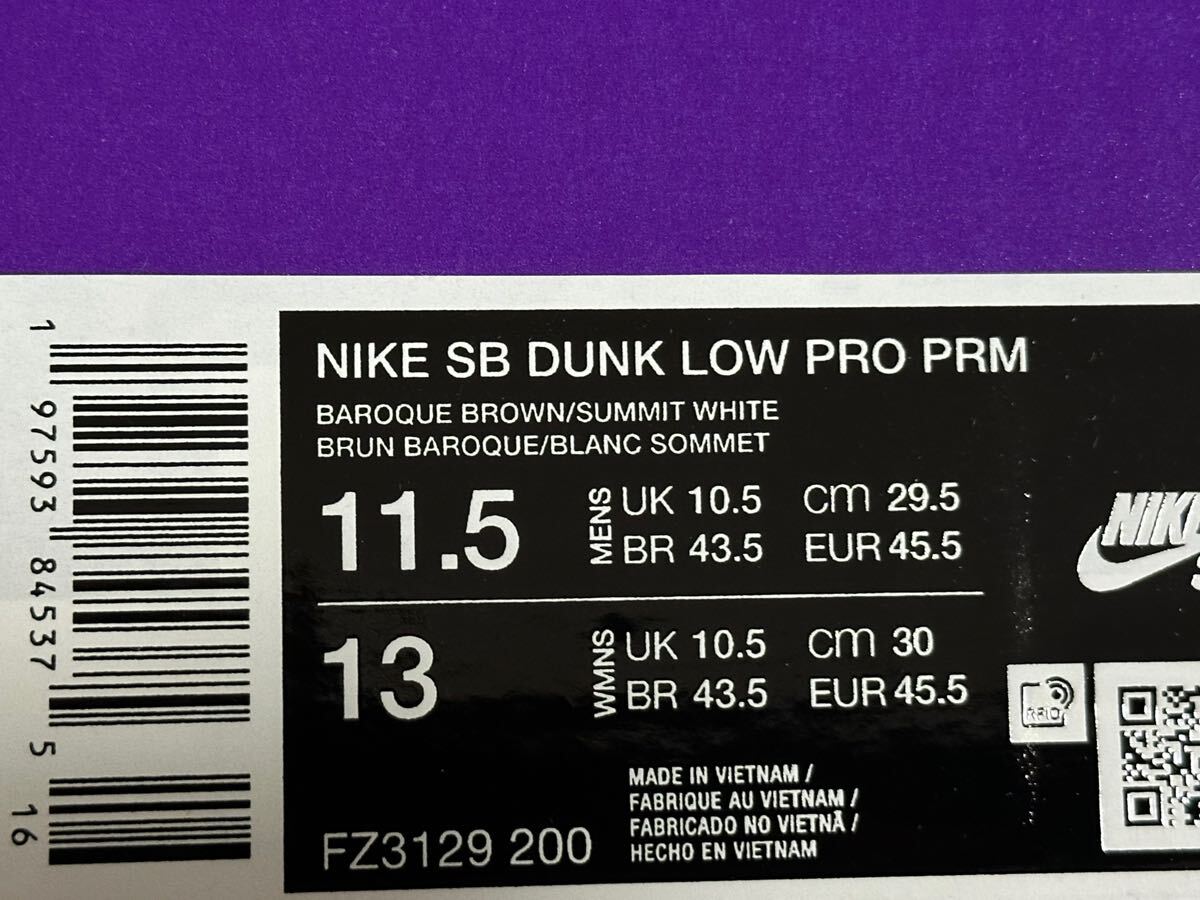 NIKE SB DUNK LOW PRO PRM
BAROQUE BROWN/SUMMIT WHITE
BRUN BAROQUE/BLANC SOMMET
11.5 MENS UK 10.5 CM 29.5
BR 43.5 EUR 45.5
13 WMNS UK 10.5 CM 30
BR 43.5 EUR 45.5
MADE IN VIETNAM /
FABRIQUE AU VIETNAM /
FABRICADO NO VIETNÃ /
HECHO EN VIETNAM
FZ3129 200
1 97593 84537 5 16
RFID